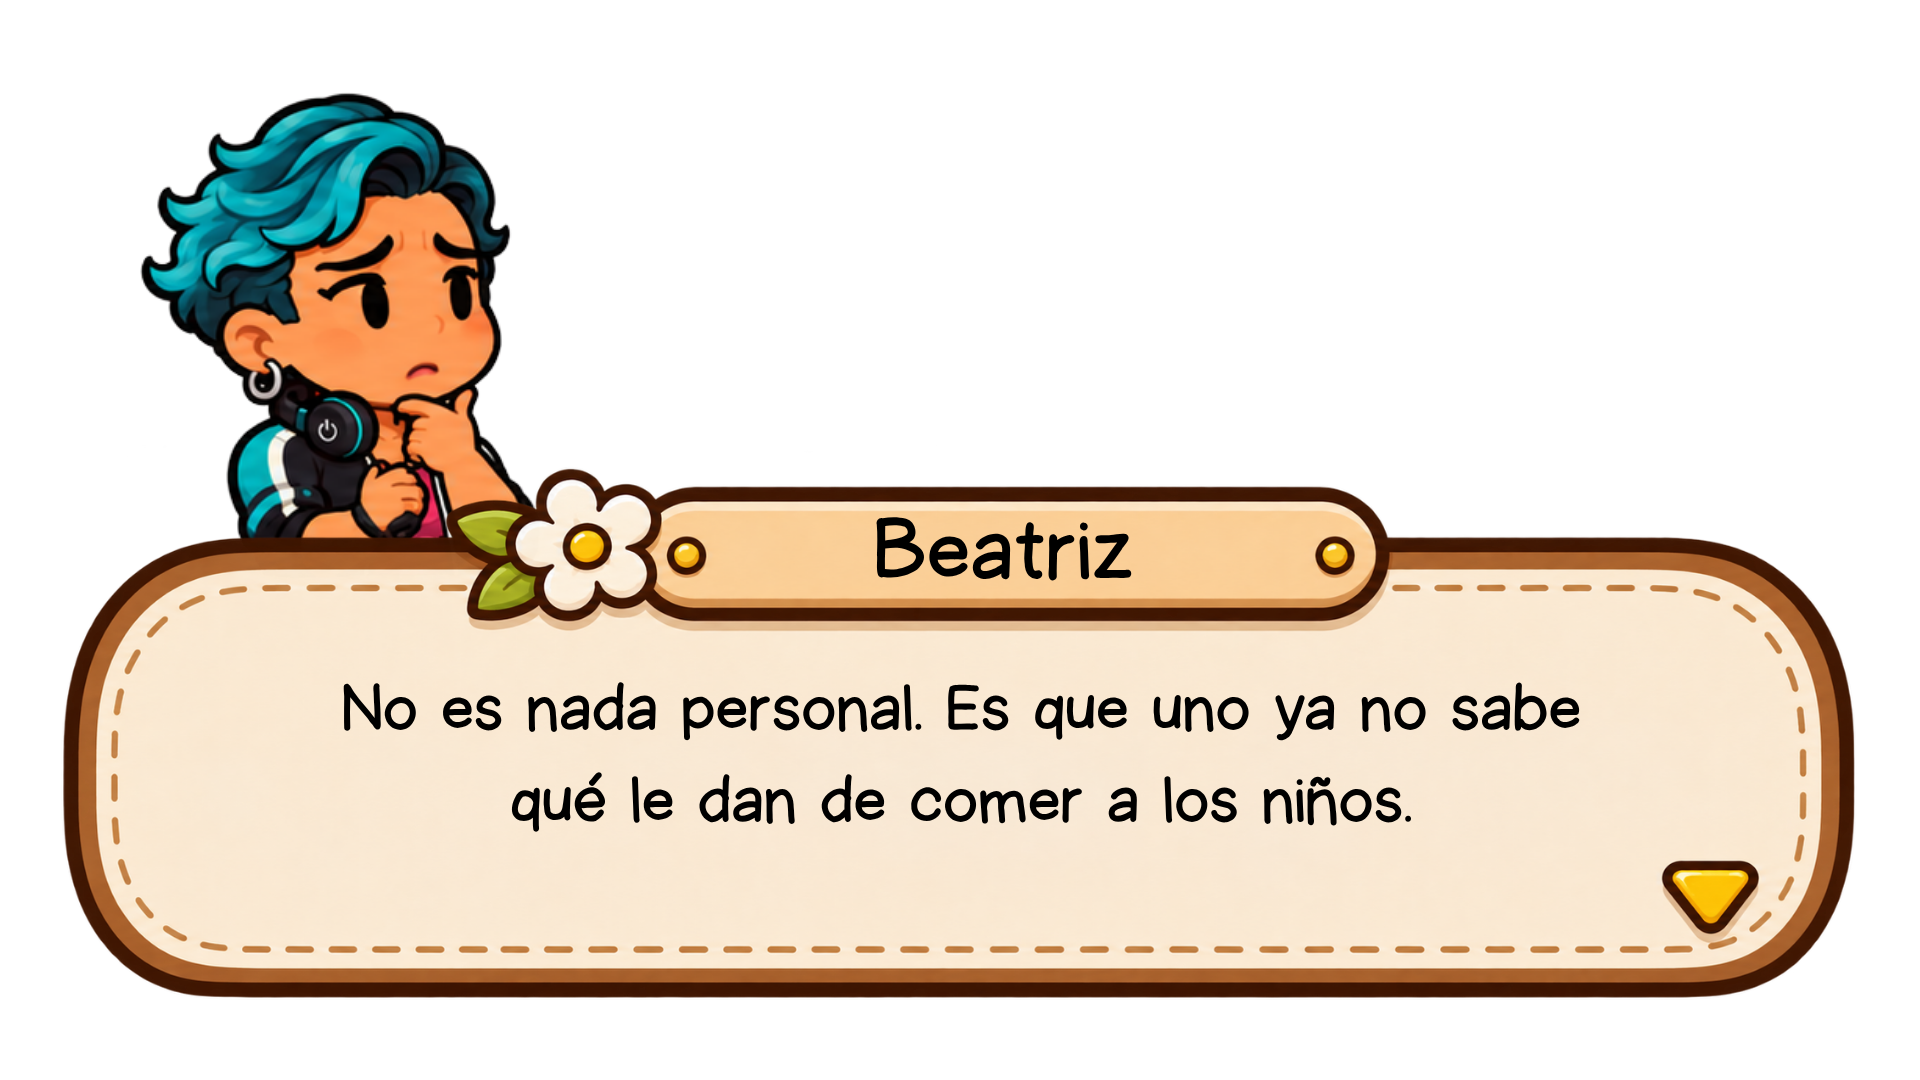 Beatriz
No es nada personal. Es que uno ya no sabe
qué le dan de comer a los niños.